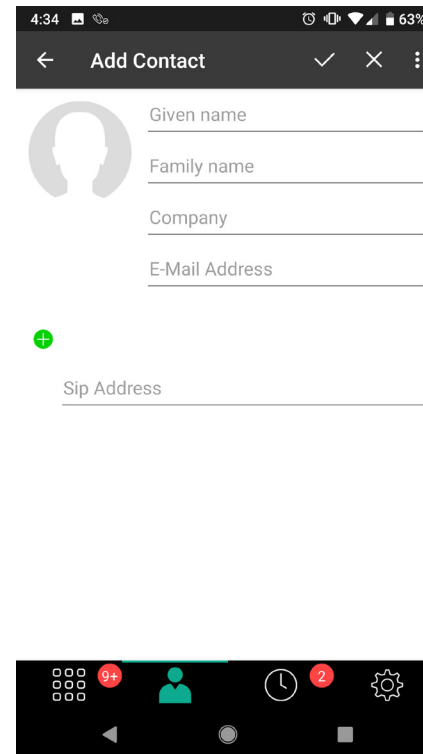 4:34 63%
Add Contact
Given name
Family name
Company
E-Mail Address
Sip Address
9+ 2